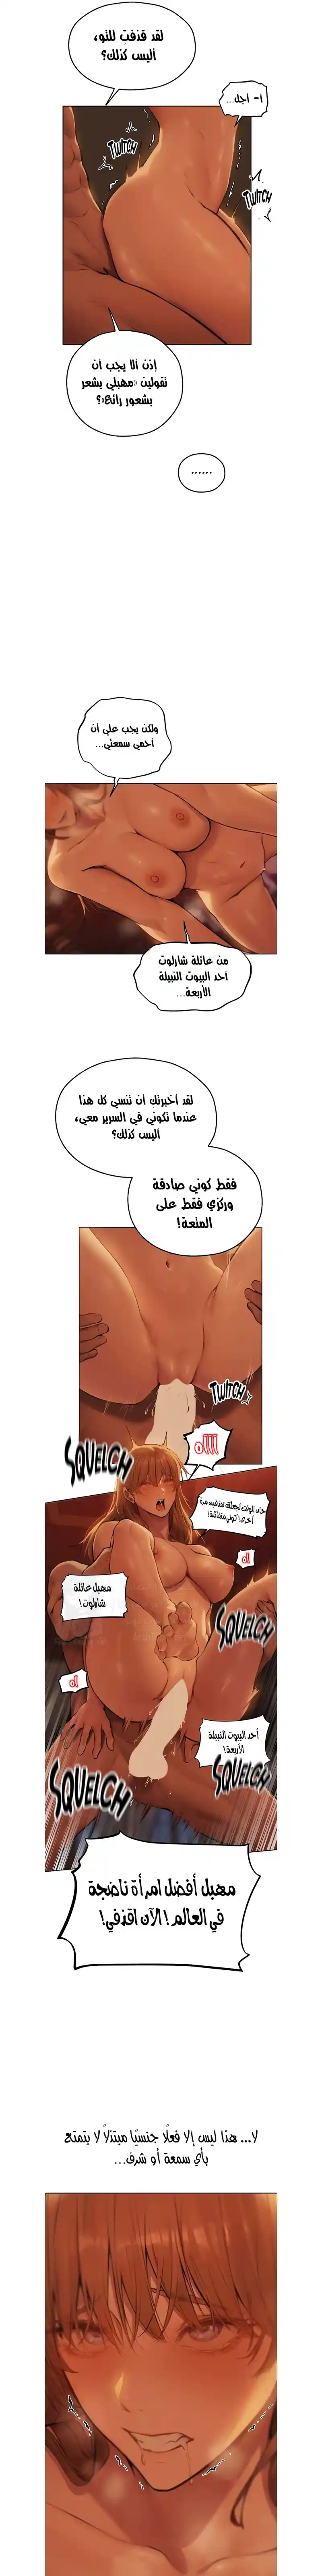 لقد قذفتِ للتو،
أليس كذلك؟
أ- أجل...
TWITCH
TWITCH
إذن ألا يجب أن
تقولين «مهبلي يشعر
بشعور رائع»؟
......
ولكن يجب علي أن
أحمي سمعتي...
من عائلة شارلوت
أحد البيوت النبيلة
الأربعة...
لقد أخبرتك أن تنسي كل هذا
عندما تكوني في السرير معي،
أليس كذلك؟
فقط كوني صادقة
وركزي فقط على
المتعة!
TWITCH
SQUELCH
مهبل عائلة
شارلوت!
SQUELCH
أحد البيوت النبيلة
الأربعة!
SQUELCH
SQUELCH
مهبل أفضل امرأة ناضجة
في العالم! الآن اقذفي!
لا... هذا ليس إلا فعلًا جنسيًا مبتذلاً لا يتمتع
بأي سمعة أو شرف...